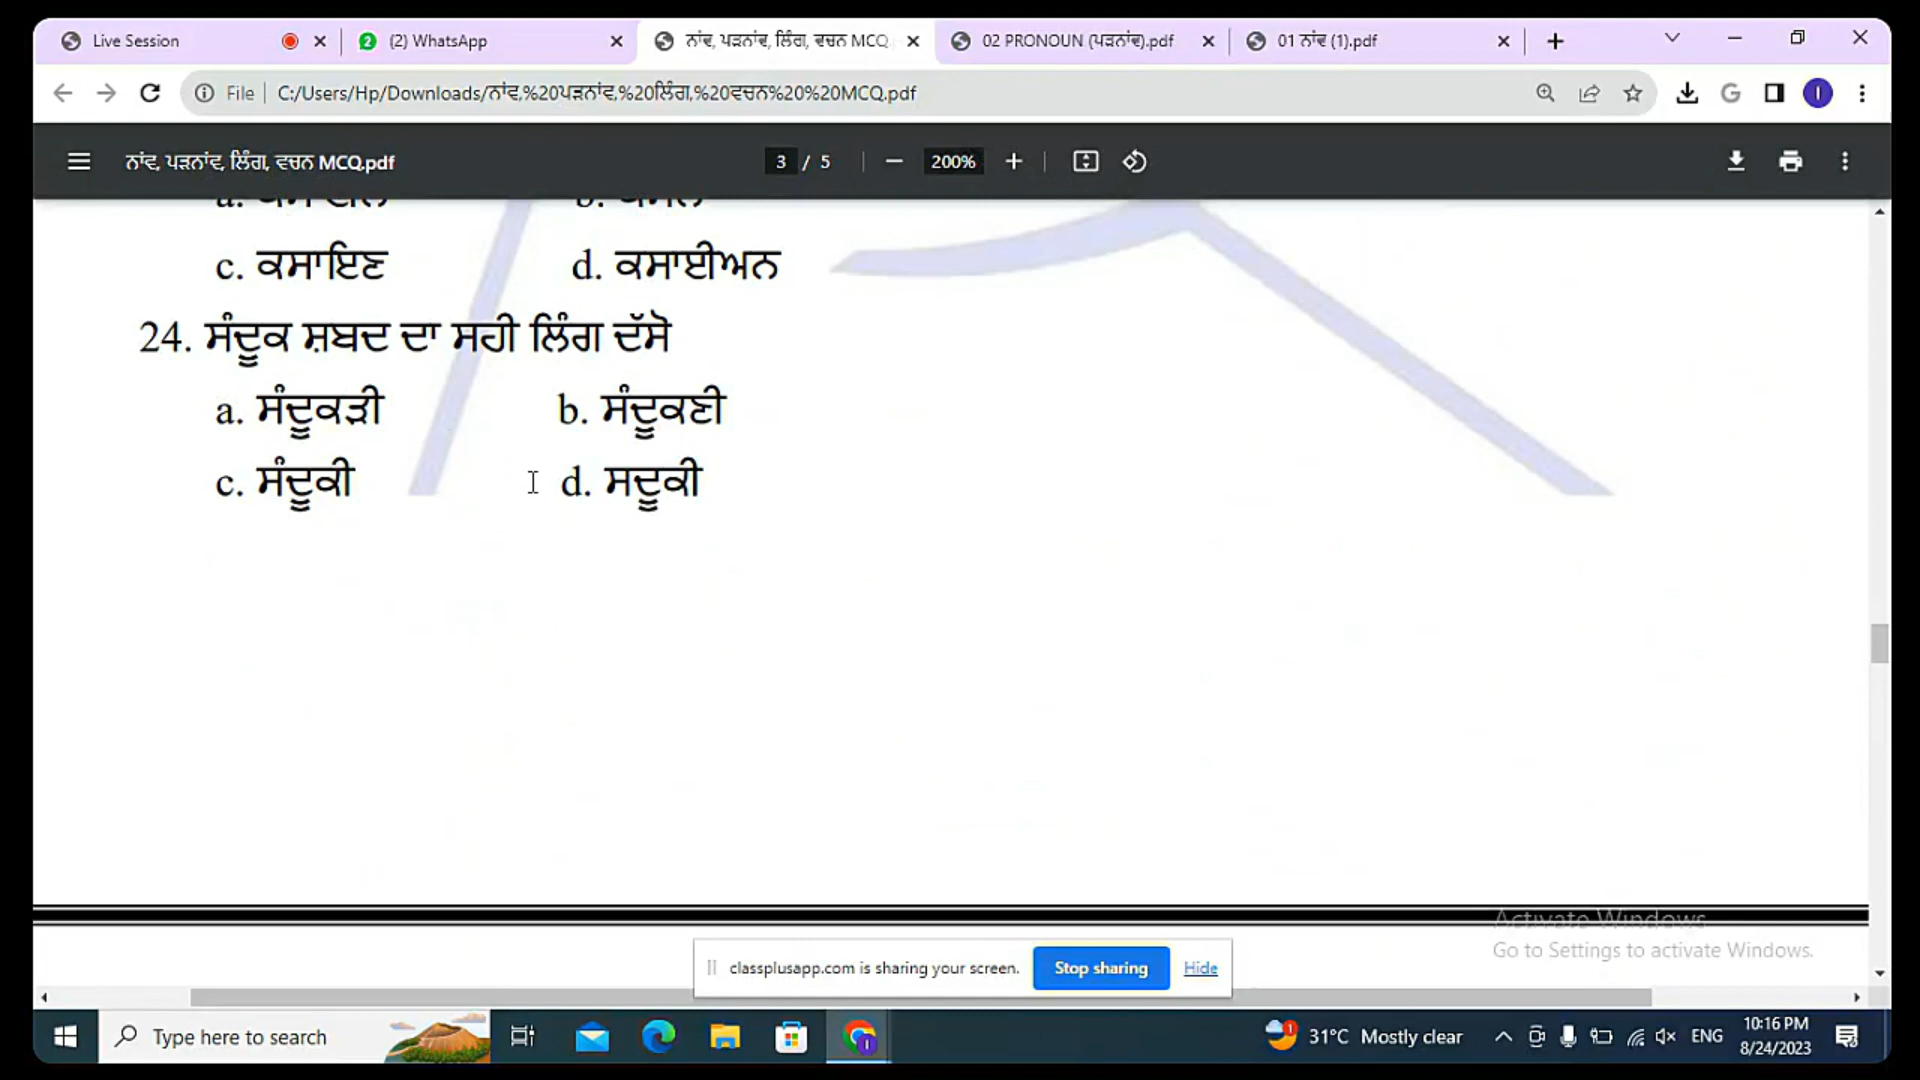 Live Session
(2) WhatsApp
ਨਾਂਵ, ਪੜਨਾਂਵ, ਲਿੰਗ, ਵਚਨ MCQ
02 PRONOUN (ਪੜਨਾਂਵ).pdf
01 ਨਾਂਵ (1).pdf
File | C:/Users/Hp/Downloads/ਨਾਂਵ,%20ਪੜਨਾਂਵ,%20ਲਿੰਗ,%20ਵਚਨ%20%20MCQ.pdf
ਨਾਂਵ, ਪੜਨਾਂਵ, ਲਿੰਗ, ਵਚਨ MCQ.pdf
3 / 5
200%
c. ਕਸਾਇਣ d. ਕਸਾਈਅਨ
24. ਸੰਦੂਕ ਸ਼ਬਦ ਦਾ ਸਹੀ ਲਿੰਗ ਦੱਸੋ
a. ਸੰਦੂਕੜੀ b. ਸੰਦੂਕਣੀ
c. ਸੰਦੂਕੀ d. ਸਦੂਕੀ
Activate Windows
Go to Settings to activate Windows.
classplusapp.com is sharing your screen. Stop sharing Hide
Type here to search
31°C Mostly clear
ENG
10:16 PM
8/24/2023